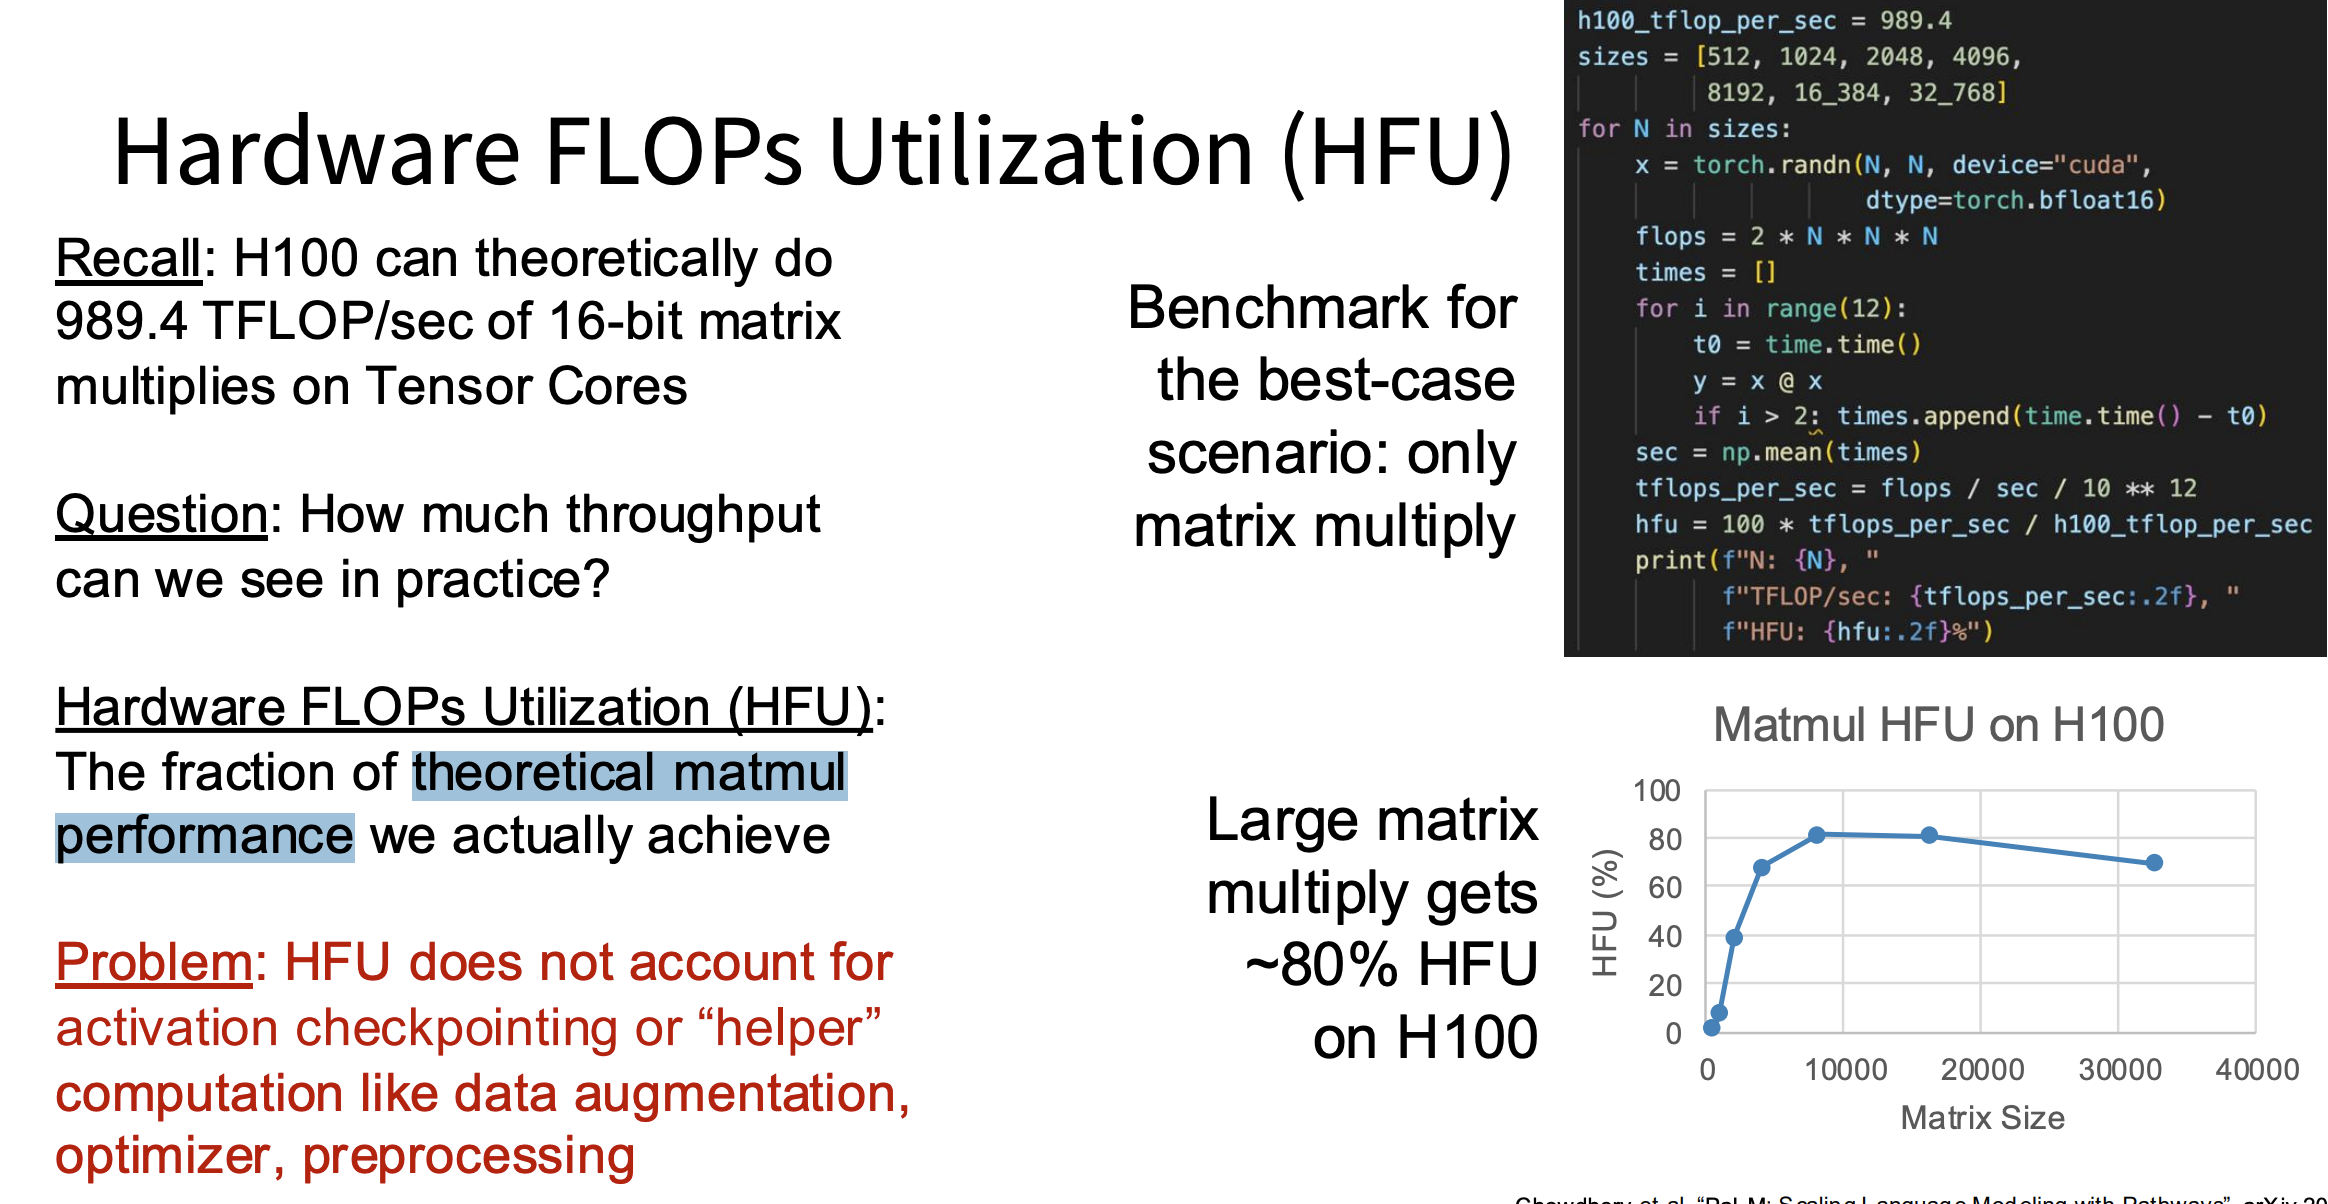 Hardware FLOPs Utilization (HFU)
Recall: H100 can theoretically do
989.4 TFLOP/sec of 16-bit matrix
multiplies on Tensor Cores
Question: How much throughput
can we see in practice?
Hardware FLOPs Utilization (HFU):
The fraction of theoretical matmul
performance we actually achieve
Problem: HFU does not account for
activation checkpointing or “helper”
computation like data augmentation,
optimizer, preprocessing
Benchmark for
the best-case
scenario: only
matrix multiply
h100_tflop_per_sec = 989.4
sizes = [512, 1024, 2048, 4096,
8192, 16_384, 32_768]
for N in sizes:
x = torch.randn(N, N, device="cuda",
dtype=torch.bfloat16)
flops = 2 * N * N * N
times = []
for i in range(12):
t0 = time.time()
y = x @ x
if i > 2: times.append(time.time() - t0)
sec = np.mean(times)
tflops_per_sec = flops / sec / 10 ** 12
hfu = 100 * tflops_per_sec / h100_tflop_per_sec
print(f"N: {N}, "
f"TFLOP/sec: {tflops_per_sec:.2f}, "
f"HFU: {hfu:.2f}%")
Large matrix
multiply gets
~80% HFU
on H100
Matmul HFU on H100
HFU (%)
100
80
60
40
20
0
0 10000 20000 30000 40000
Matrix Size
Chowdhery et al. “PaLM: Scaling Language Modeling with Pathways”, arXiv 20